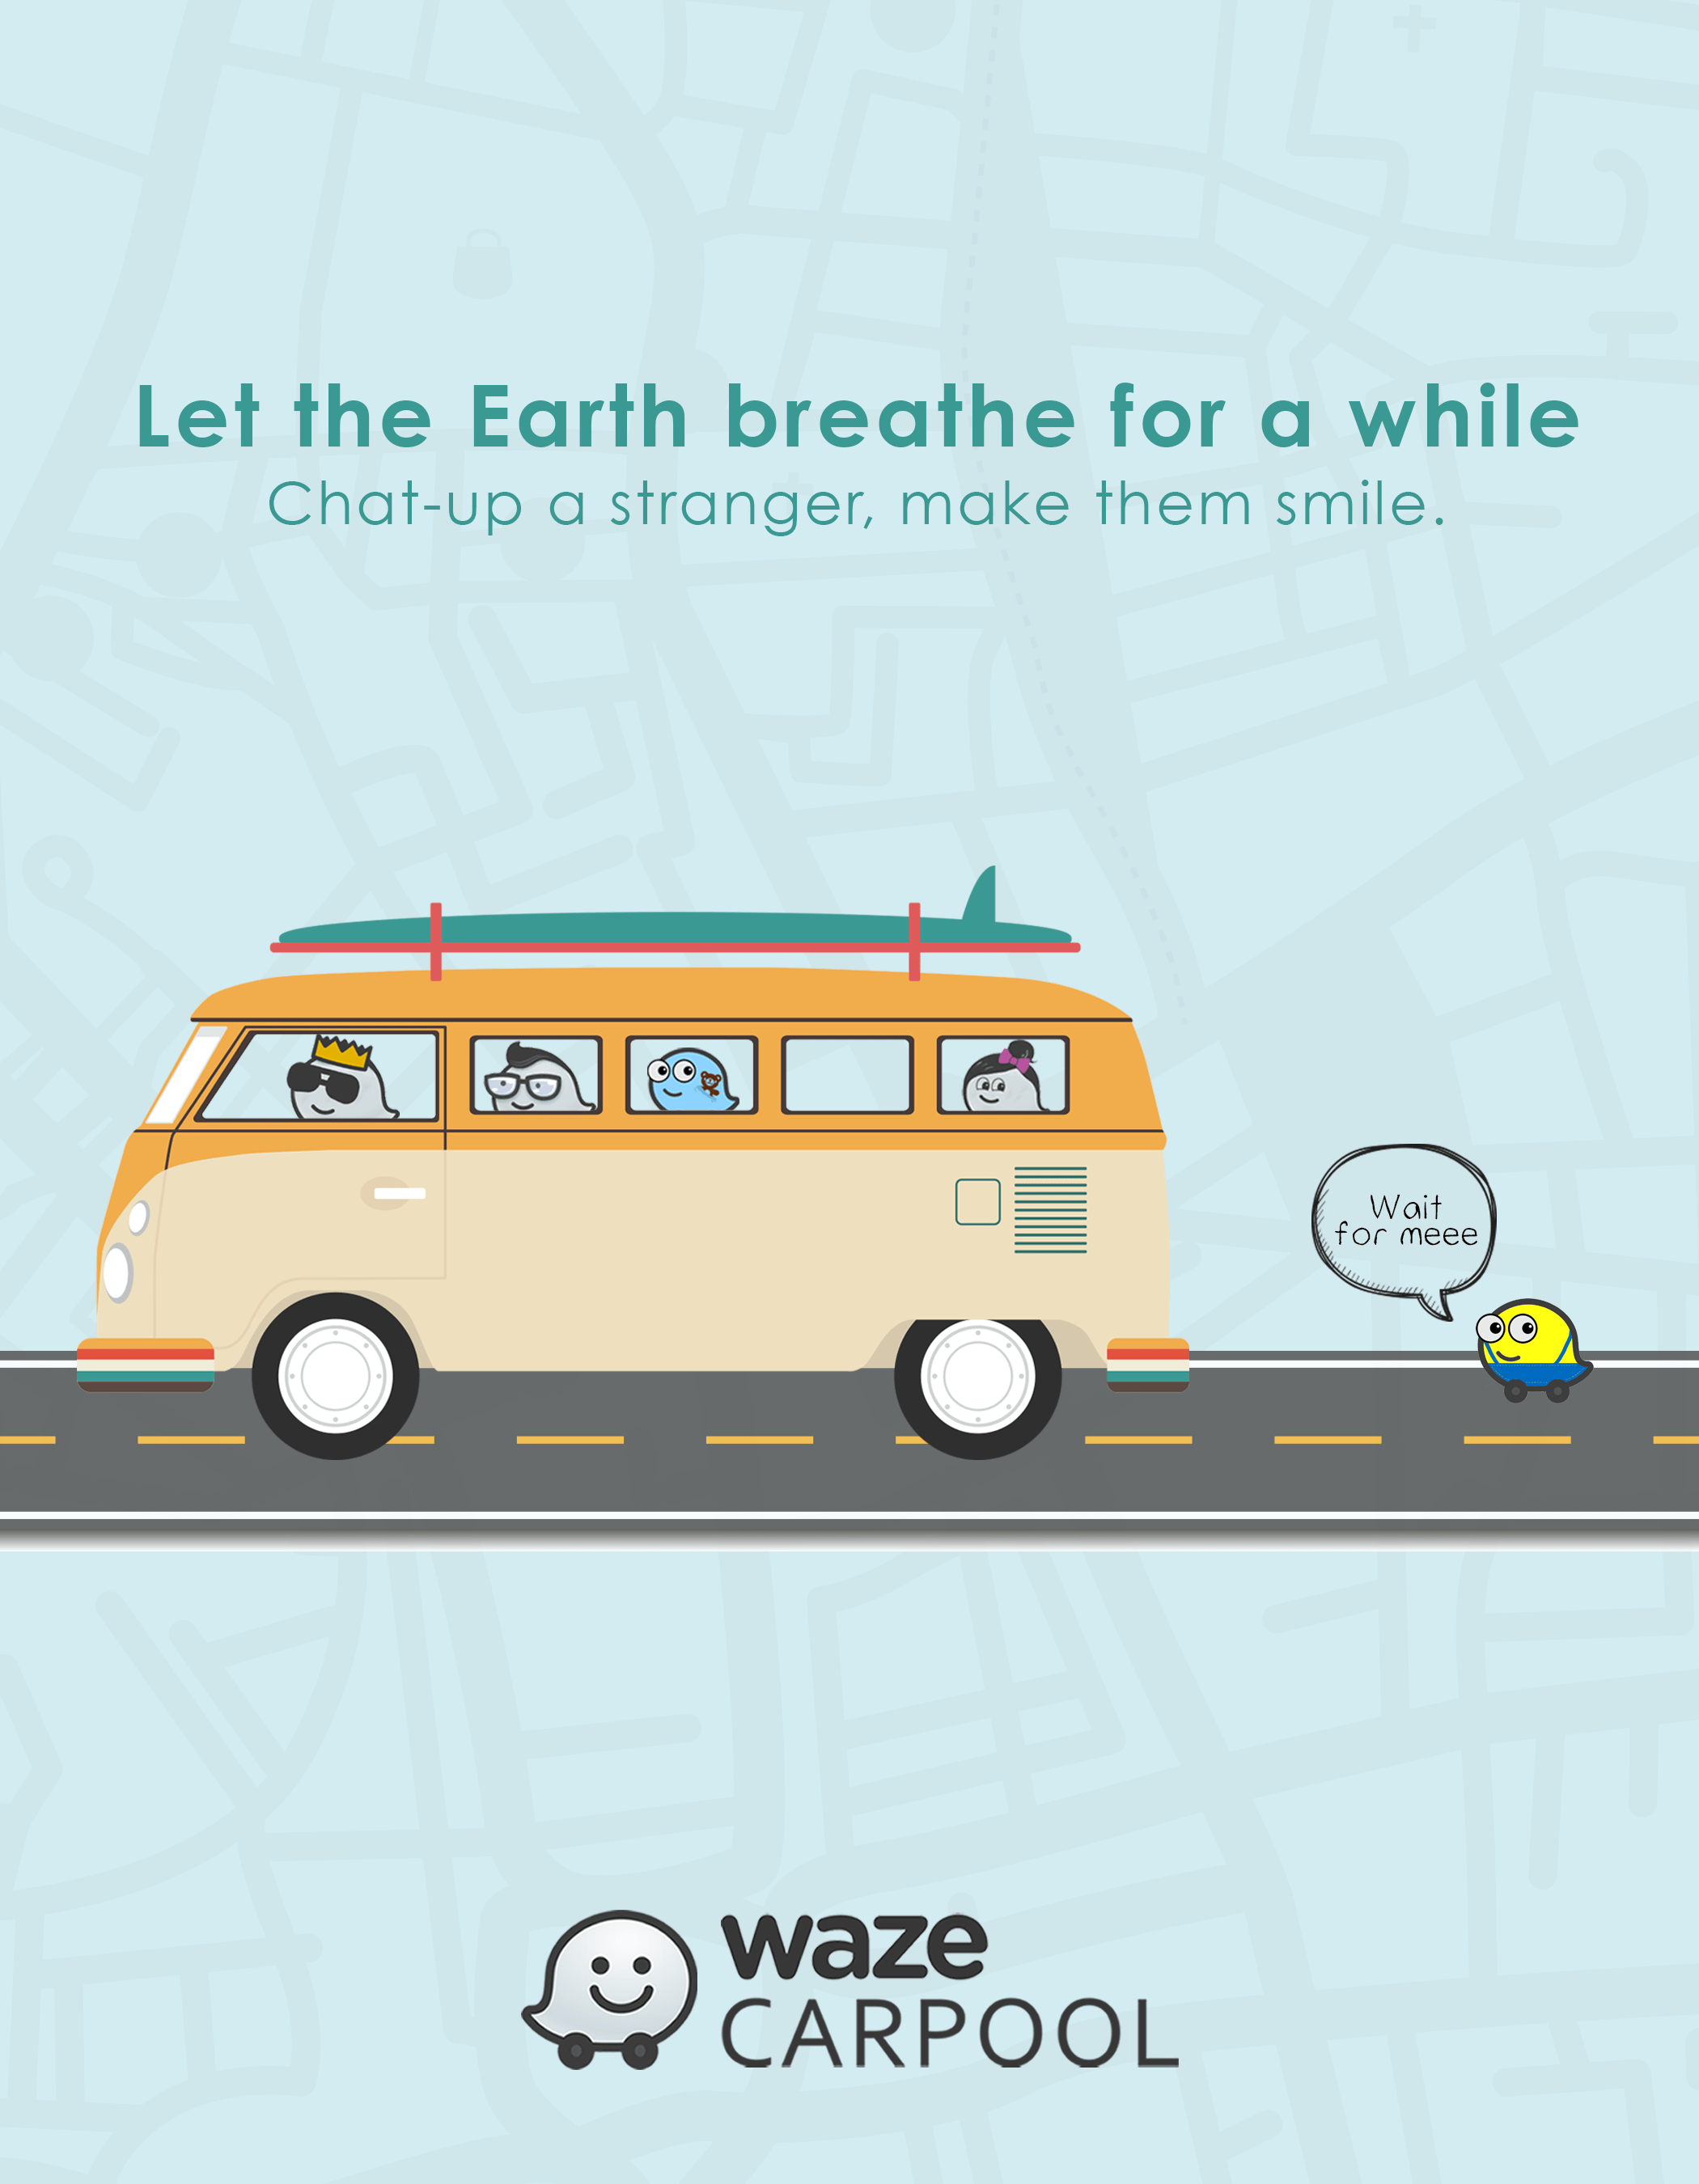 Let the Earth breathe for a while
Chat-up a stranger, make them smile.
Wait
for meee
waze
CARPOOL